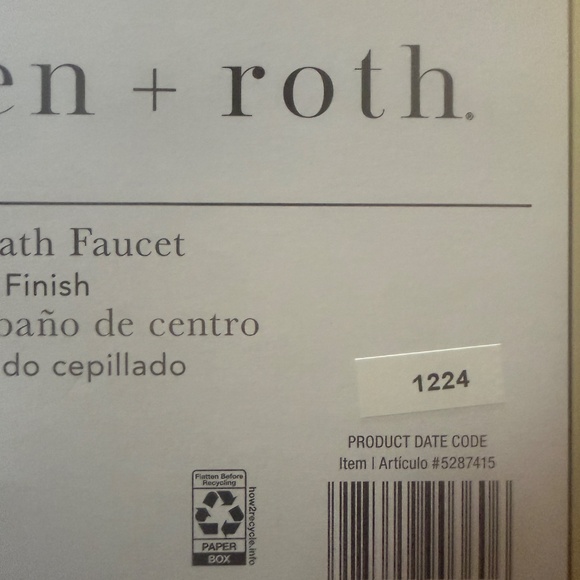 en + roth®
ath Faucet
Finish
baño de centro
do cepillado
1224
PRODUCT DATE CODE
Item | Artículo #5287415
Flatten Before
Recycling
PAPER
BOX
how2recycle.info